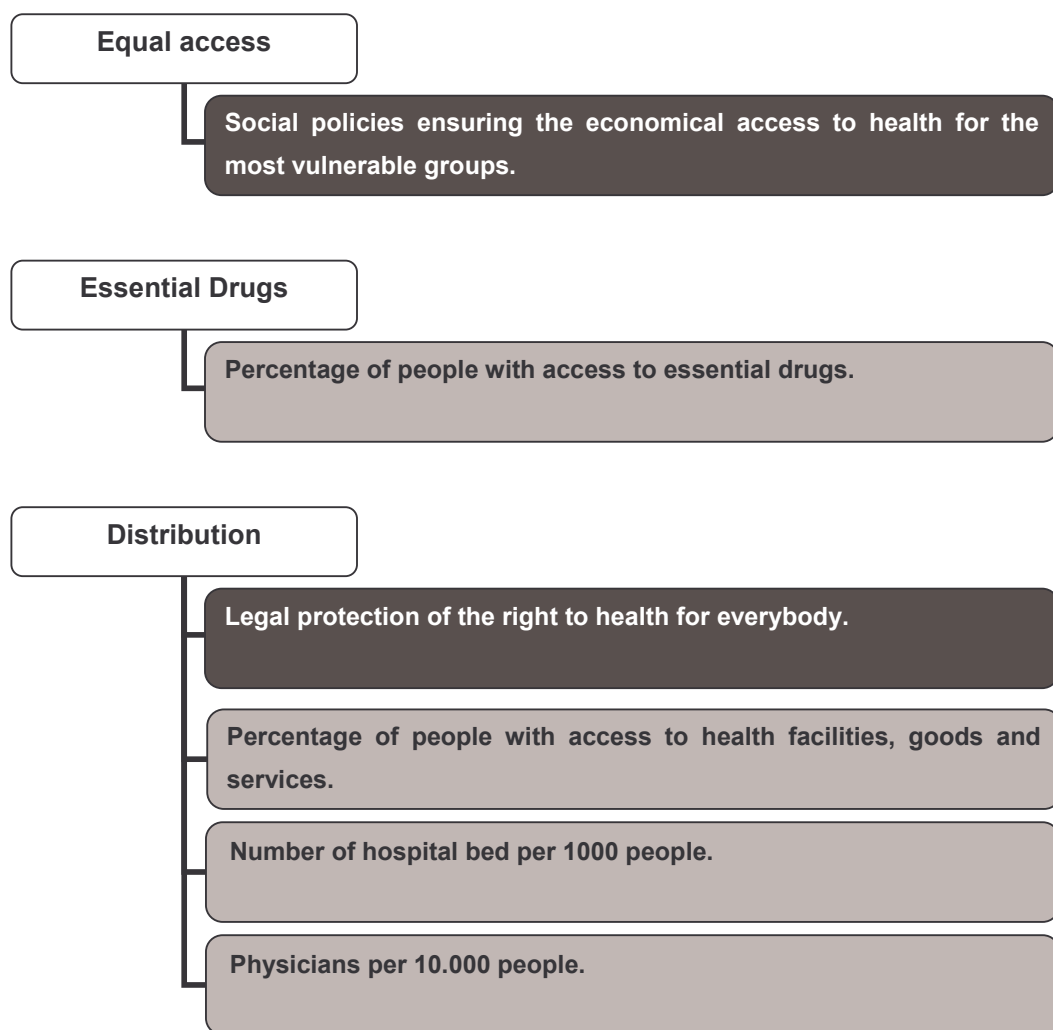 Equal access
Social policies ensuring the economical access to health for the
most vulnerable groups.
Essential Drugs
Percentage of people with access to essential drugs.
Distribution
Legal protection of the right to health for everybody.
Percentage of people with access to health facilities, goods and
services.
Number of hospital bed per 1000 people.
Physicians per 10.000 people.